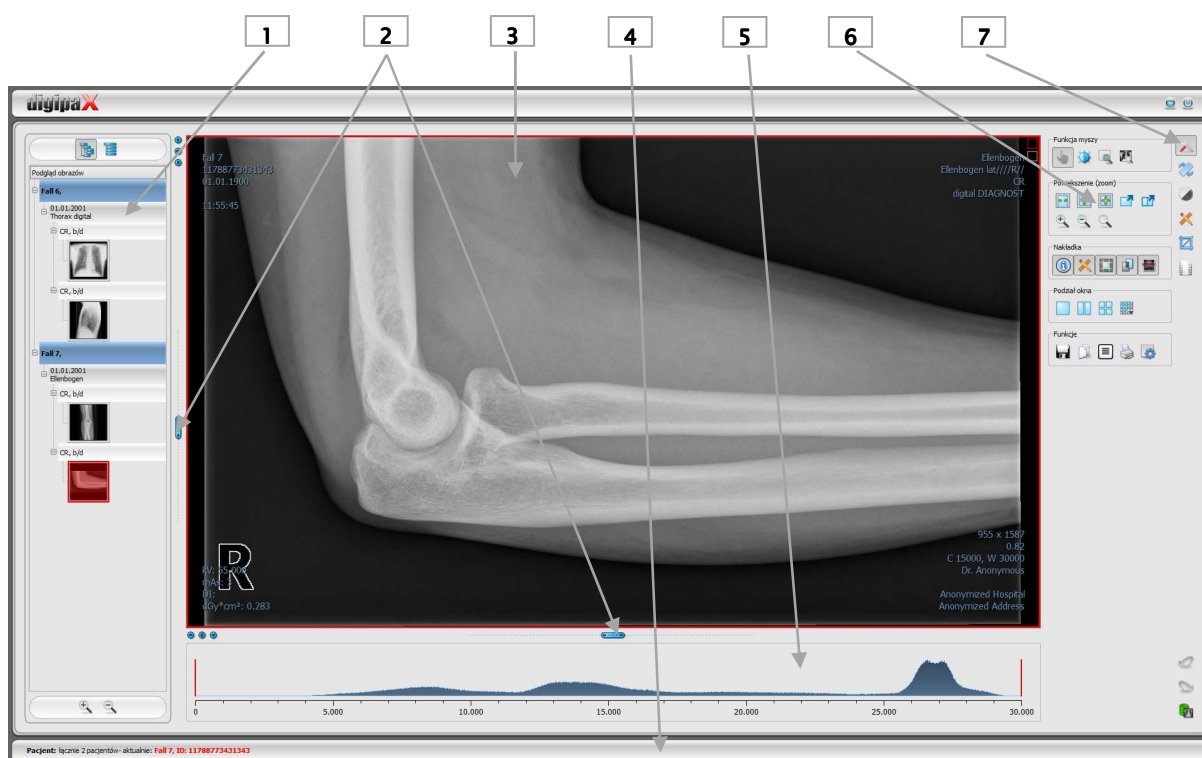 1 2 3 4 5 6 7
digipaX
Podgląd obrazów
Fall 6,
01.01.2001
Thorax digital
CR, b/d
CR, b/d
Fall 7,
01.01.2001
Ellenbogen
CR, b/d
CR, b/d
Fall 7
11788773431343
01.01.1900
11:55:45
Ellenbogen
Ellenbogen lat////R//
CR
digital DIAGNOST
R
kV: 65.000
mAs:
DI:
dGy*cm²: 0.283
955 x 1587
0.82
C 15000, W 30000
Dr. Anonymous
Anonymized Hospital
Anonymized Address
Funkcja myszy
Powiększenie (zoom)
Nakładka
Podział okna
Funkcje
0 5.000 10.000 15.000 20.000 25.000 30.000
Pacjent: łącznie 2 pacjentów- aktualnie: Fall 7, ID: 11788773431343